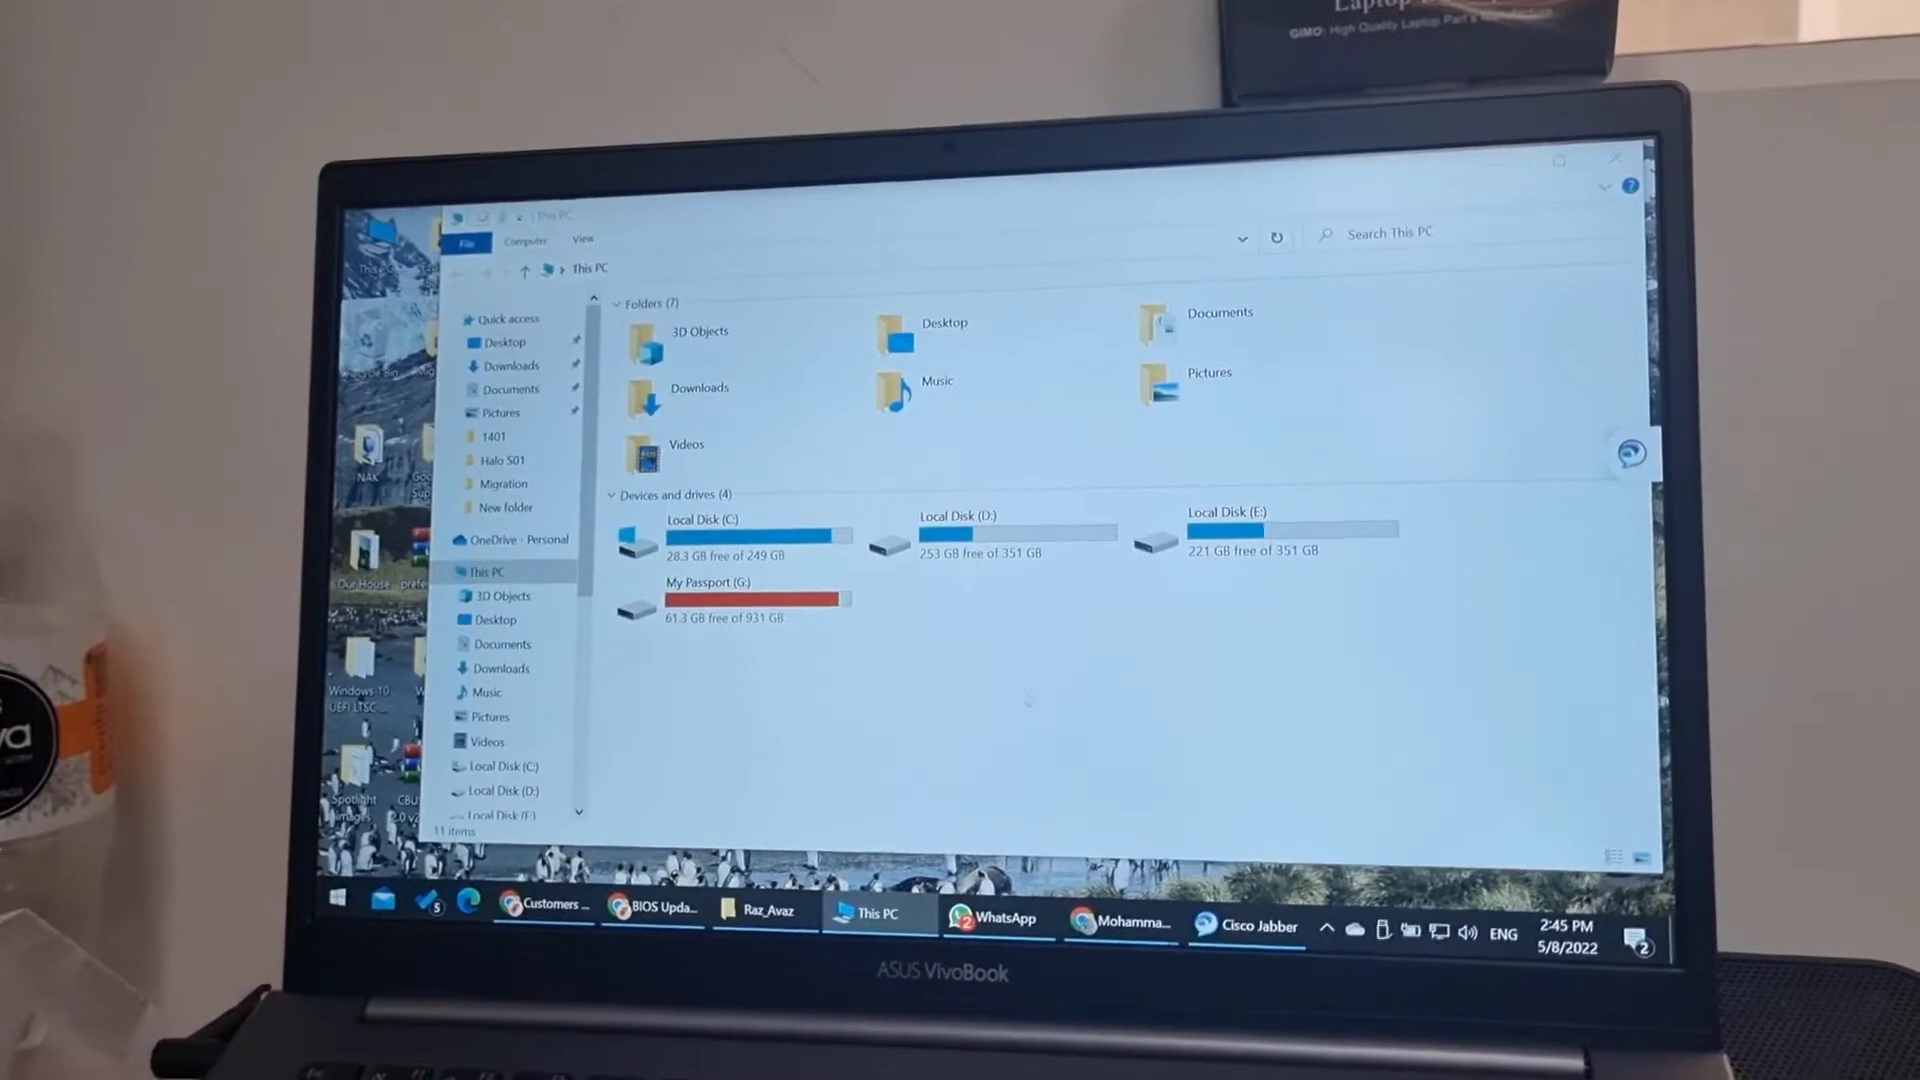 GIMO: High Quality Laptop Part
This PC
File
Computer
View
This PC
Search This PC
Quick access
Desktop
Downloads
Documents
Pictures
1401
Halo S01
Migration
New folder
OneDrive - Personal
This PC
3D Objects
Desktop
Documents
Downloads
Music
Pictures
Videos
Local Disk (C:)
Local Disk (D:)
Local Disk (E:)
11 items
Folders (7)
3D Objects
Desktop
Documents
Downloads
Music
Pictures
Videos
Devices and drives (4)
Local Disk (C:)
28.3 GB free of 249 GB
Local Disk (D:)
253 GB free of 351 GB
Local Disk (E:)
221 GB free of 351 GB
My Passport (G:)
61.3 GB free of 931 GB
NAK
Our House
prefe
Windows-10
UEFI LTSC...
Spotlight
images
CBU
5
Customers ...
BIOS Upda...
Raz_Avaz
This PC
2
WhatsApp
Mohamma...
Cisco Jabber
ENG
2:45 PM
5/8/2022
2
ASUS VivoBook